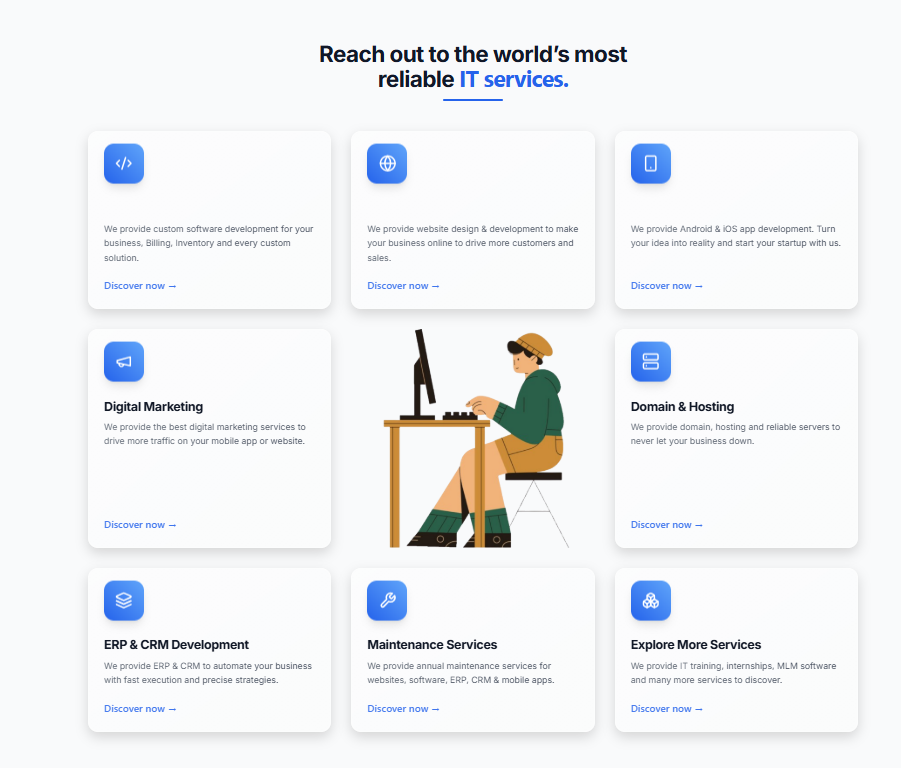 Reach out to the world's most
reliable IT services.
We provide custom software development for your
business, Billing, Inventory and every custom
solution.
Discover now →
We provide website design & development to make
your business online to drive more customers and
sales.
Discover now →
We provide Android & iOS app development. Turn
your idea into reality and start your startup with us.
Discover now →
Digital Marketing
We provide the best digital marketing services to
drive more traffic on your mobile app or website.
Discover now →
Domain & Hosting
We provide domain, hosting and reliable servers to
never let your business down.
Discover now →
ERP & CRM Development
We provide ERP & CRM to automate your business
with fast execution and precise strategies.
Discover now →
Maintenance Services
We provide annual maintenance services for
websites, software, ERP, CRM & mobile apps.
Discover now →
Explore More Services
We provide IT training, internships, MLM software
and many more services to discover.
Discover now →